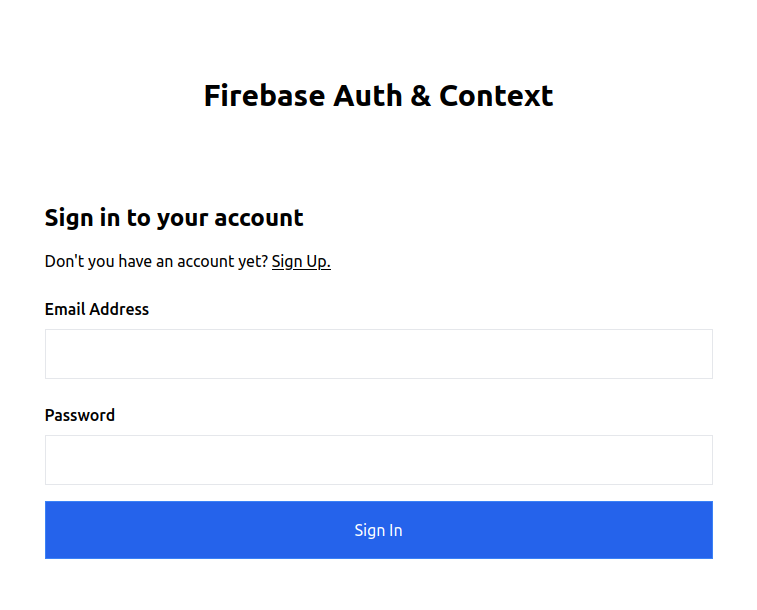 Firebase Auth & Context
Sign in to your account
Don't you have an account yet? Sign Up.
Email Address
Password
Sign In